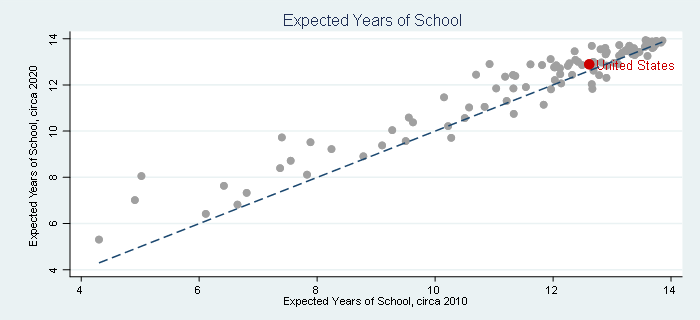 Expected Years of School
Expected Years of School, circa 2020
14
12
10
8
6
4
United States
4 6 8 10 12 14
Expected Years of School, circa 2010